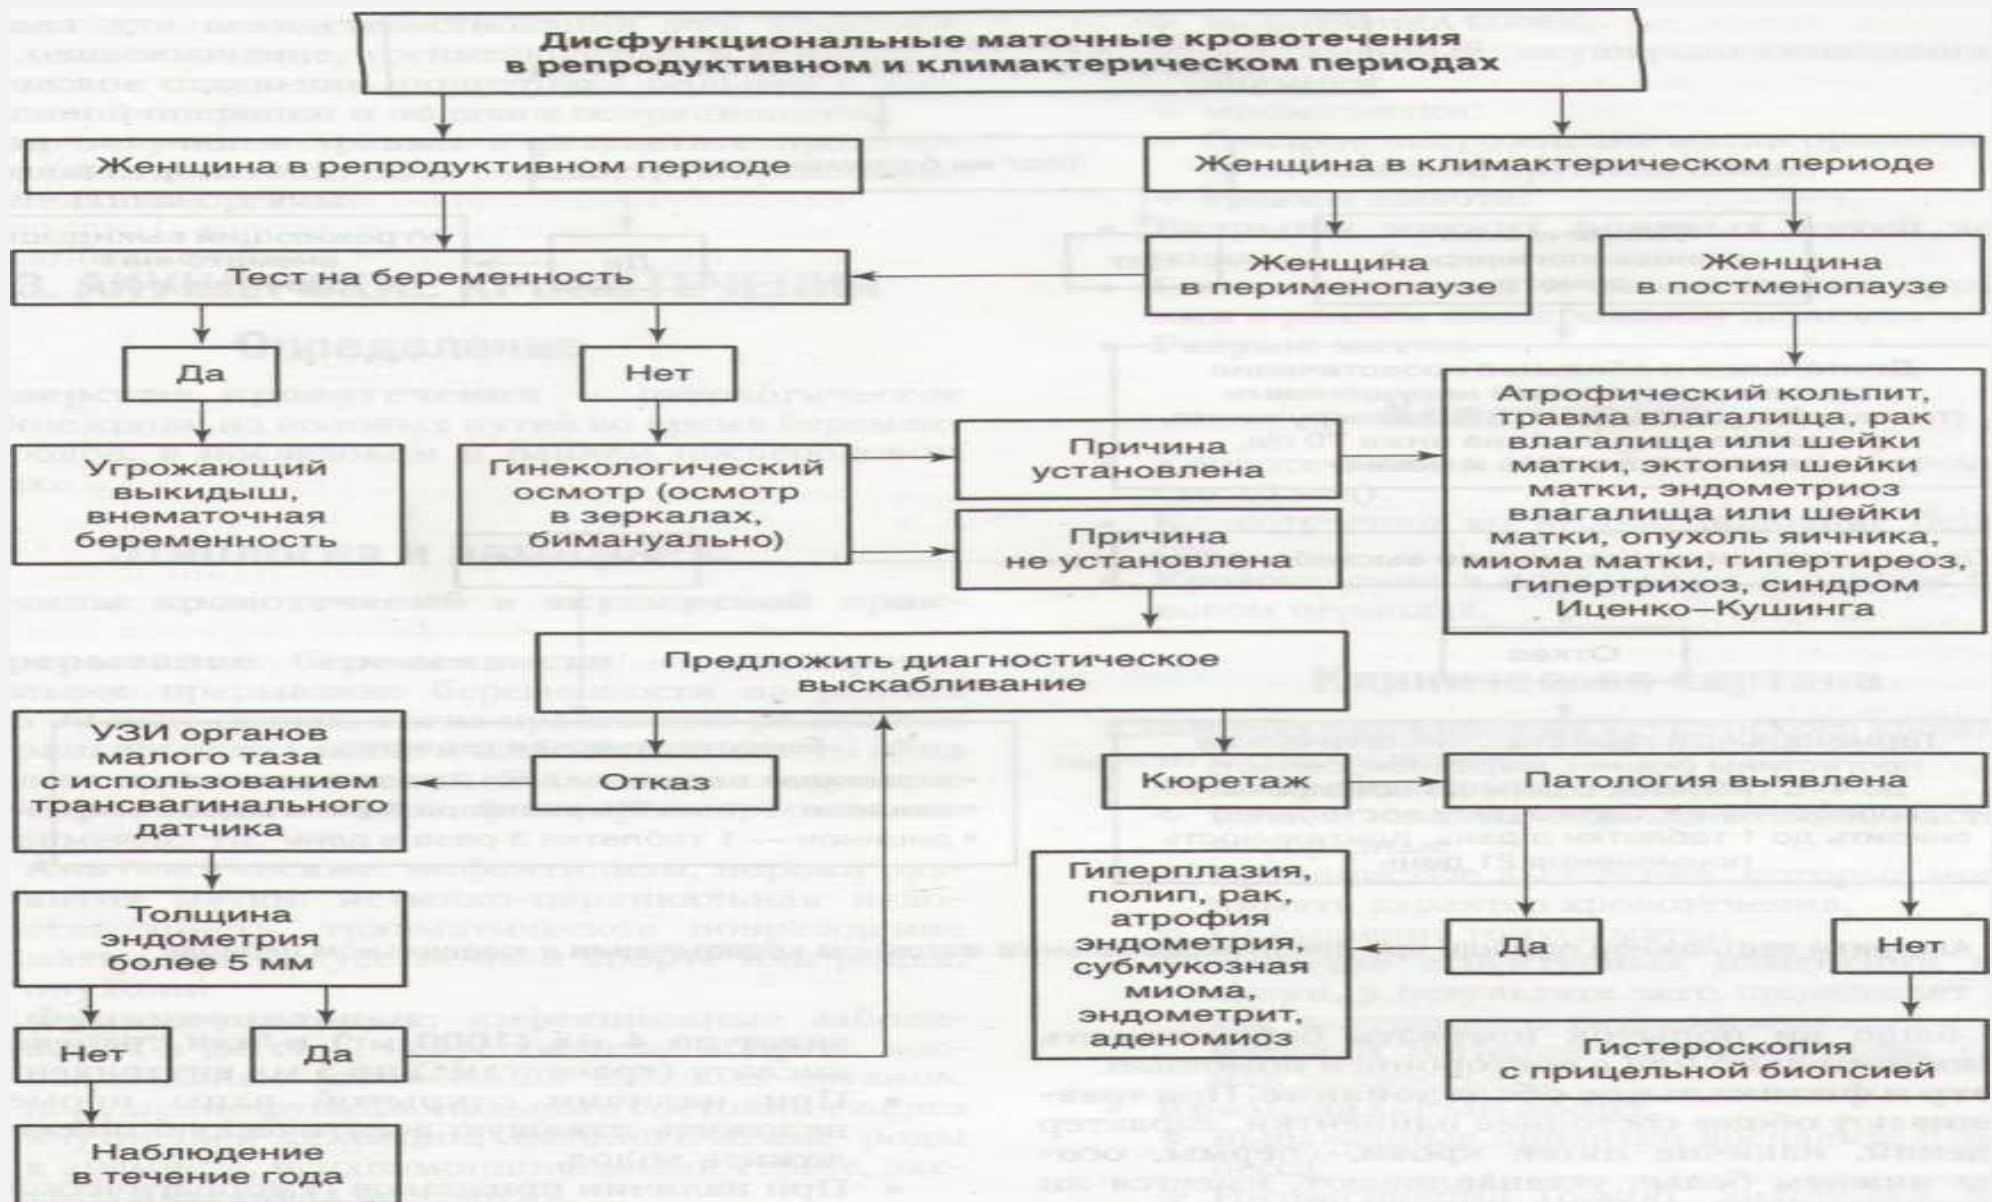 Дисфункциональные маточные кровотечения
в репродуктивном и климактерическом периодах
Женщина в репродуктивном периоде
Женщина в климактерическом периоде
Тест на беременность
Женщина
в перименопаузе
Женщина
в постменопаузе
Да
Нет
Угрожающий
выкидыш,
внематочная
беременность
Гинекологический
осмотр (осмотр
в зеркалах,
бимануально)
Причина
установлена
Причина
не установлена
Атрофический кольпит,
травма влагалища, рак
влагалища или шейки
матки, эктопия шейки
матки, эндометриоз
влагалища или шейки
матки, опухоль яичника,
миома матки, гипертиреоз,
гипертрихоз, синдром
Иценко–Кушинга
Предложить диагностическое
выскабливание
УЗИ органов
малого таза
с использованием
трансвагинального
датчика
Отказ
Кюретаж
Патология выявлена
Толщина
эндометрия
более 5 мм
Гиперплазия,
полип, рак,
атрофия
эндометрия,
субмукозная
миома,
эндометрит,
аденомиоз
Да
Нет
Нет
Да
Гистероскопия
с прицельной биопсией
Наблюдение
в течение года